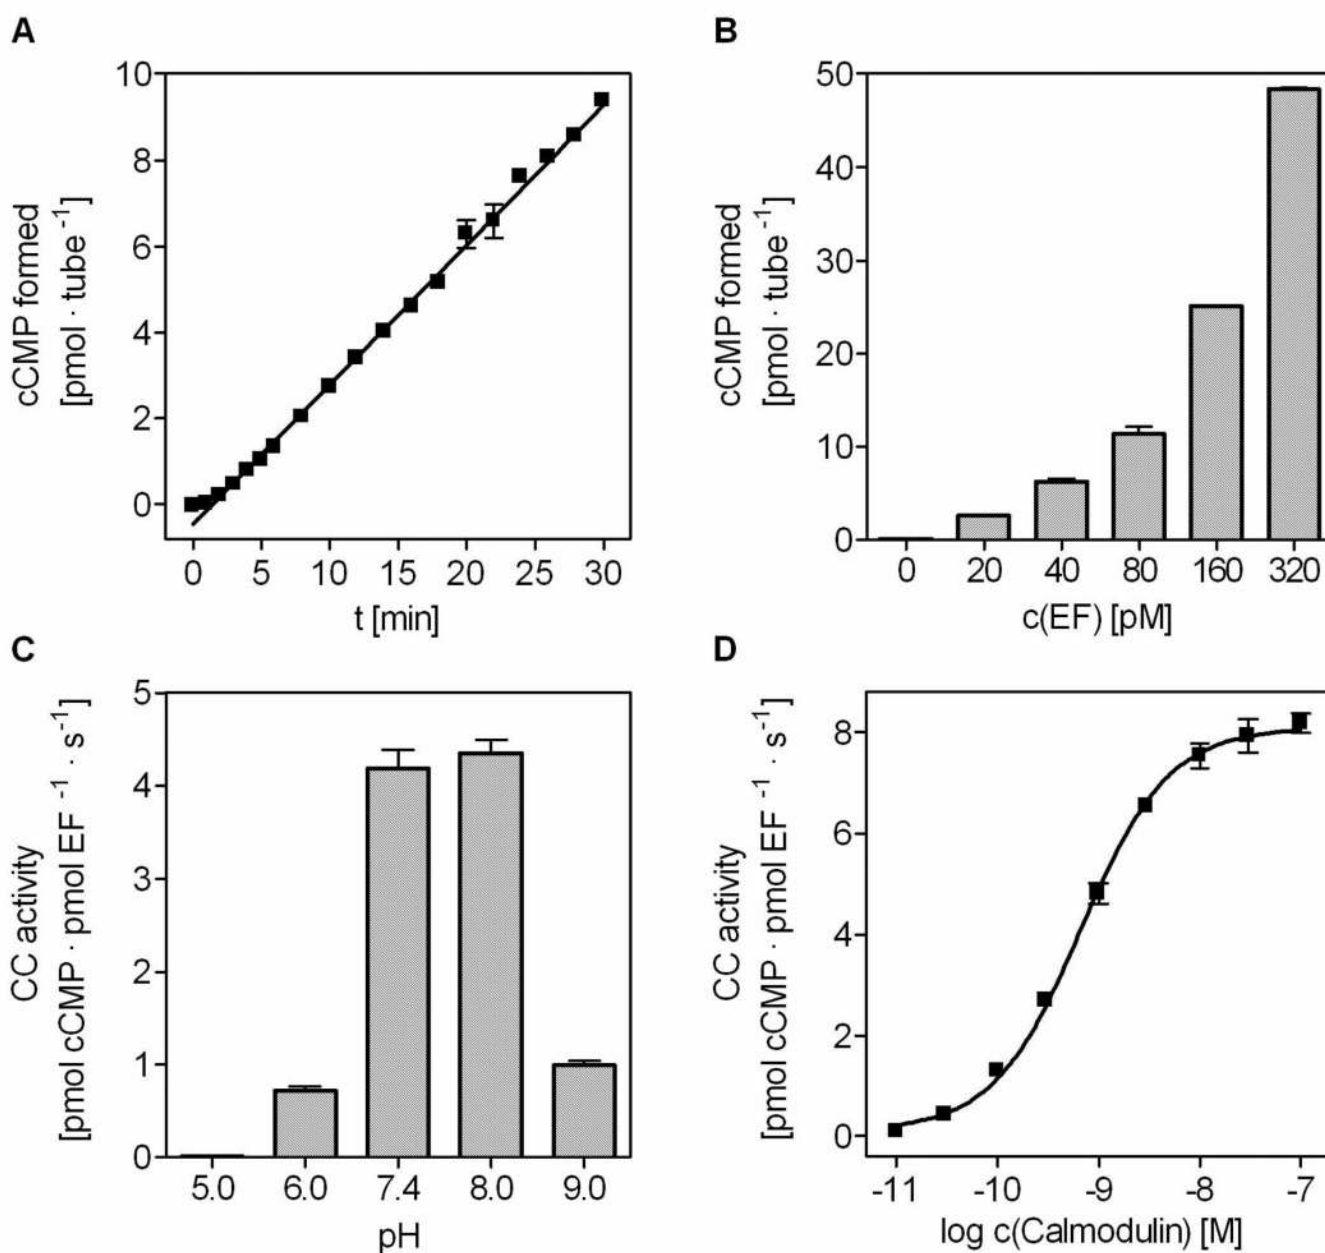 A
cCMP formed
[pmol · tube⁻¹]
10
8
6
4
2
0
0 5 10 15 20 25 30
t [min]
B
cCMP formed
[pmol · tube⁻¹]
50
40
30
20
10
0
0 20 40 80 160 320
c(EF) [pM]
C
CC activity
[pmol cCMP · pmol EF⁻¹ · s⁻¹]
5
4
3
2
1
0
5.0 6.0 7.4 8.0 9.0
pH
D
CC activity
[pmol cCMP · pmol EF⁻¹ · s⁻¹]
8
6
4
2
0
-11 -10 -9 -8 -7
log c(Calmodulin) [M]